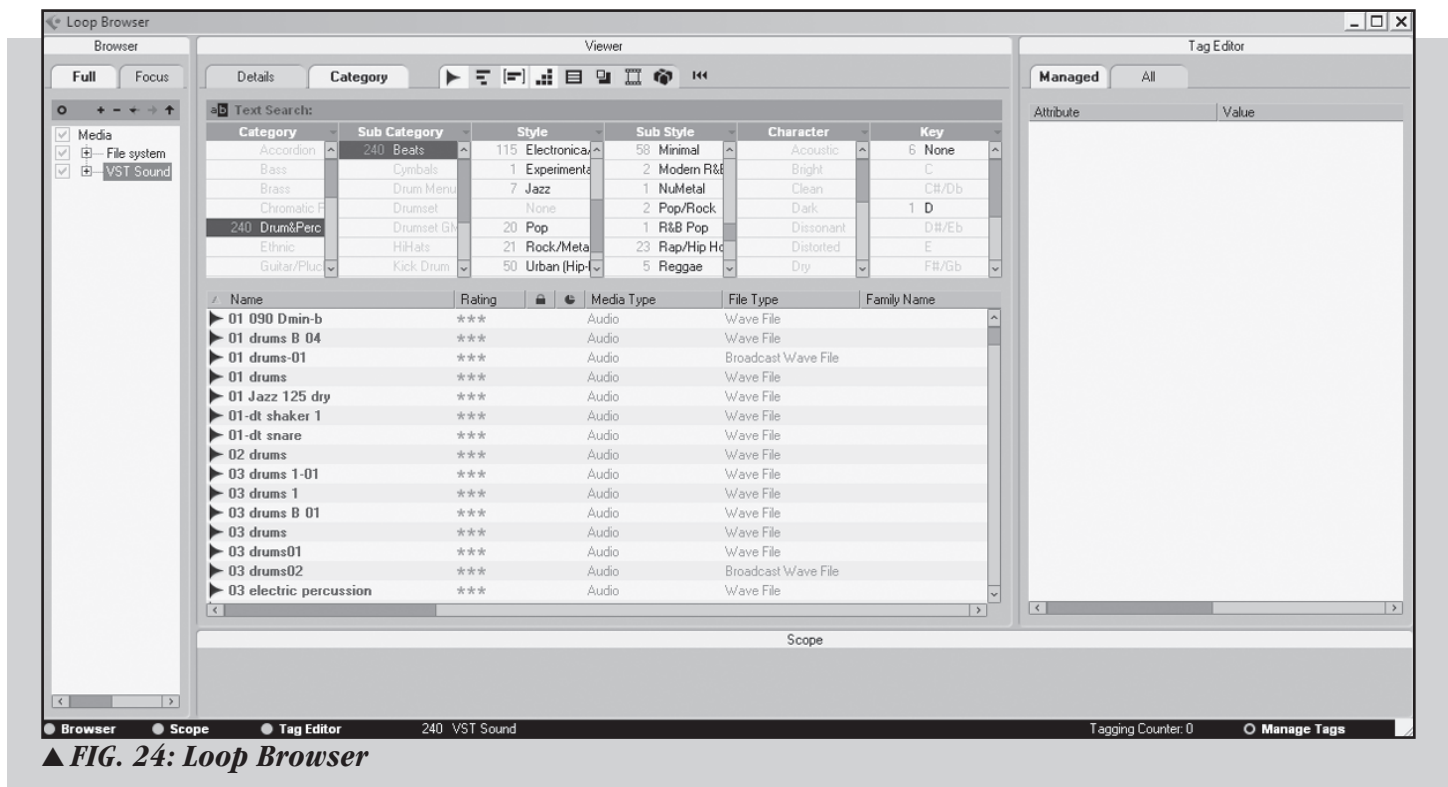 Loop Browser
Browser
Viewer
Tag Editor
Full Focus
Details Category
Managed All
Text Search:
Attribute Value
Media
File system
VST Sound
Category Sub Category Style Sub Style Character Key
Accordion 240 Beats 115 Electronica/ 58 Minimal Acoustic 6 None
Bass Cymbals 1 Experimenta 2 Modern R&B Bright C
Brass Drum Menu 7 Jazz 1 NuMetal Clean C#/Db
Chromatic P Drumset None 2 Pop/Rock Dark 1 D
240 Drum&Perc Drumset GM 20 Pop 1 R&B Pop Dissonant D#/Eb
Ethnic HiHats 21 Rock/Meta 23 Rap/Hip Ho Distorted E
Guitar/Pluc Kick Drum 50 Urban (Hip-H 5 Reggae Dry F#/Gb
Name Rating Media Type File Type Family Name
01 090 Dmin-b *** Audio Wave File
01 drums B 04 *** Audio Wave File
01 drums-01 *** Audio Broadcast Wave File
01 drums *** Audio Wave File
01 Jazz 125 dry *** Audio Wave File
01-dt shaker 1 *** Audio Wave File
01-dt snare *** Audio Wave File
02 drums *** Audio Wave File
03 drums 1-01 *** Audio Wave File
03 drums 1 *** Audio Wave File
03 drums B 01 *** Audio Wave File
03 drums *** Audio Wave File
03 drums01 *** Audio Wave File
03 drums02 *** Audio Broadcast Wave File
03 electric percussion *** Audio Wave File
Scope
Browser Scope Tag Editor 240 VST Sound Tagging Counter: 0 Manage Tags
▲ FIG. 24: Loop Browser